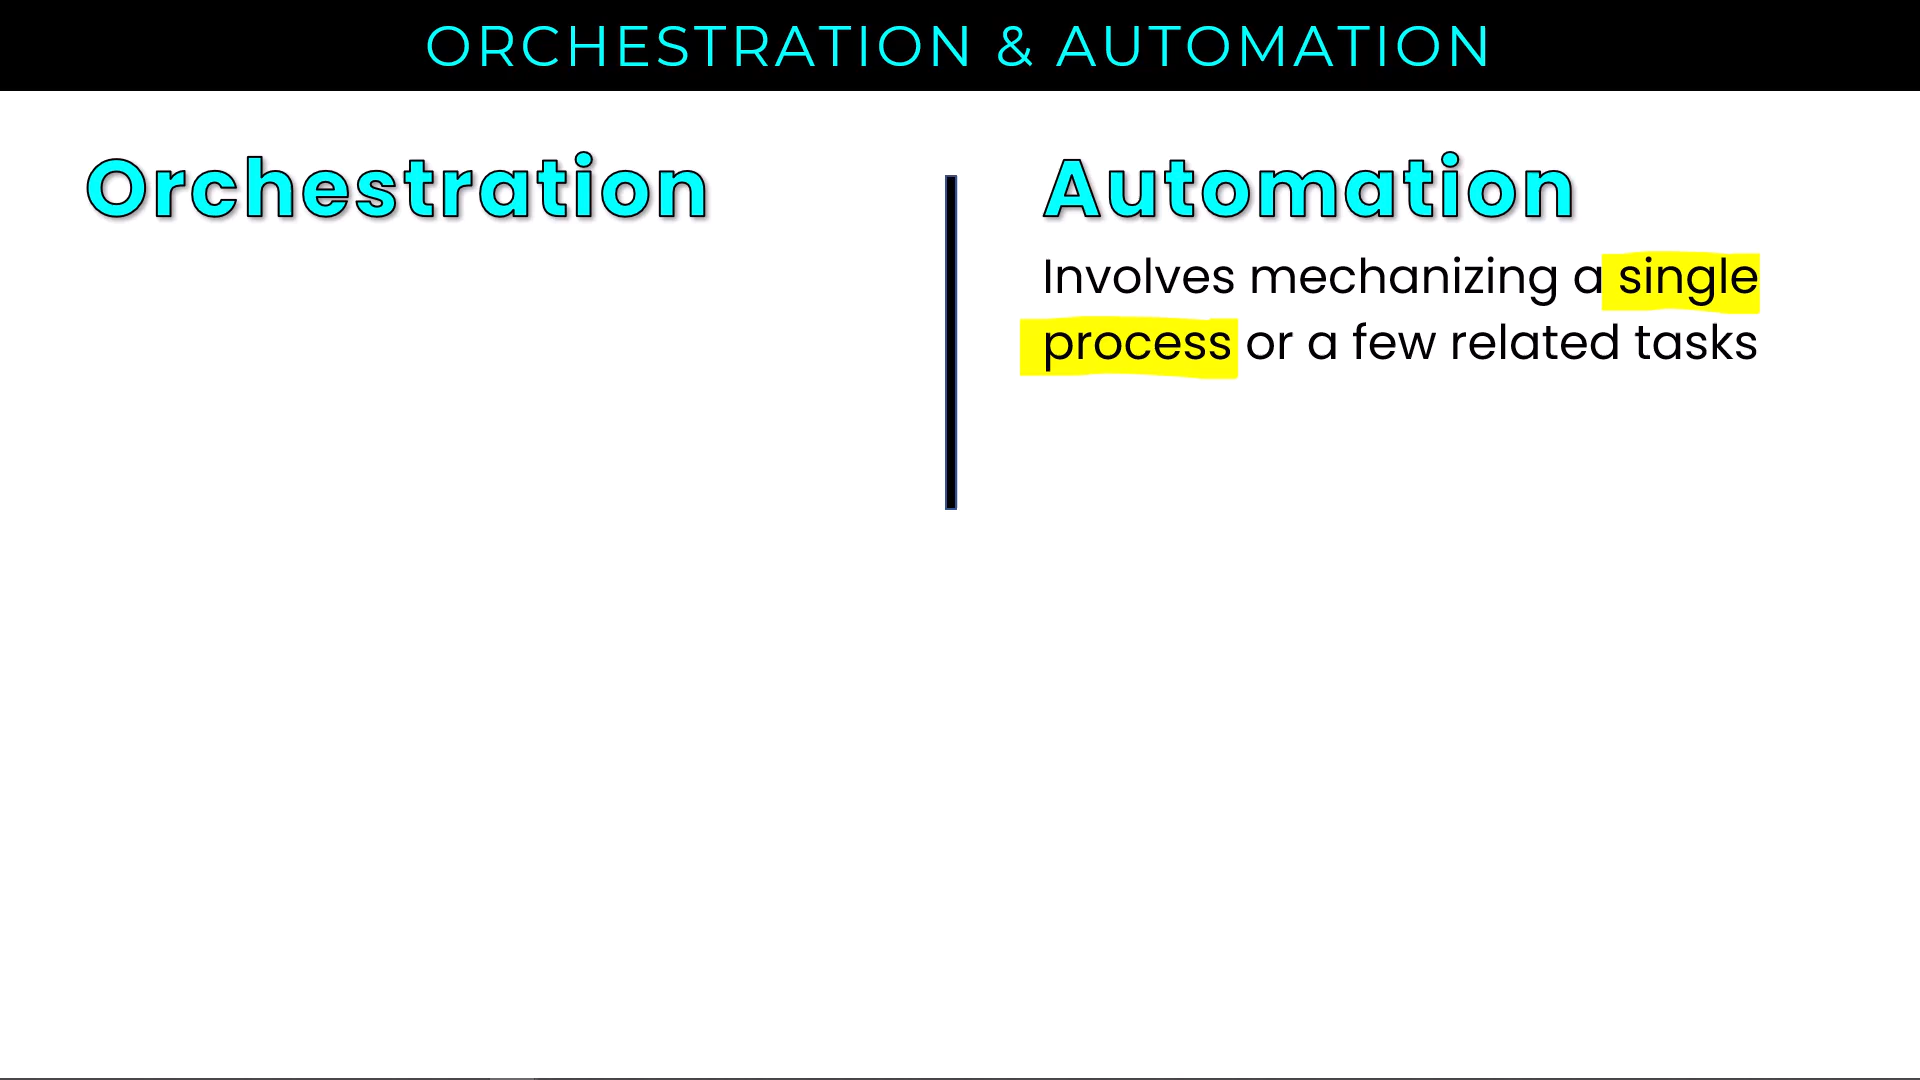 ORCHESTRATION & AUTOMATION
Orchestration
Automation
Involves mechanizing a single
process or a few related tasks